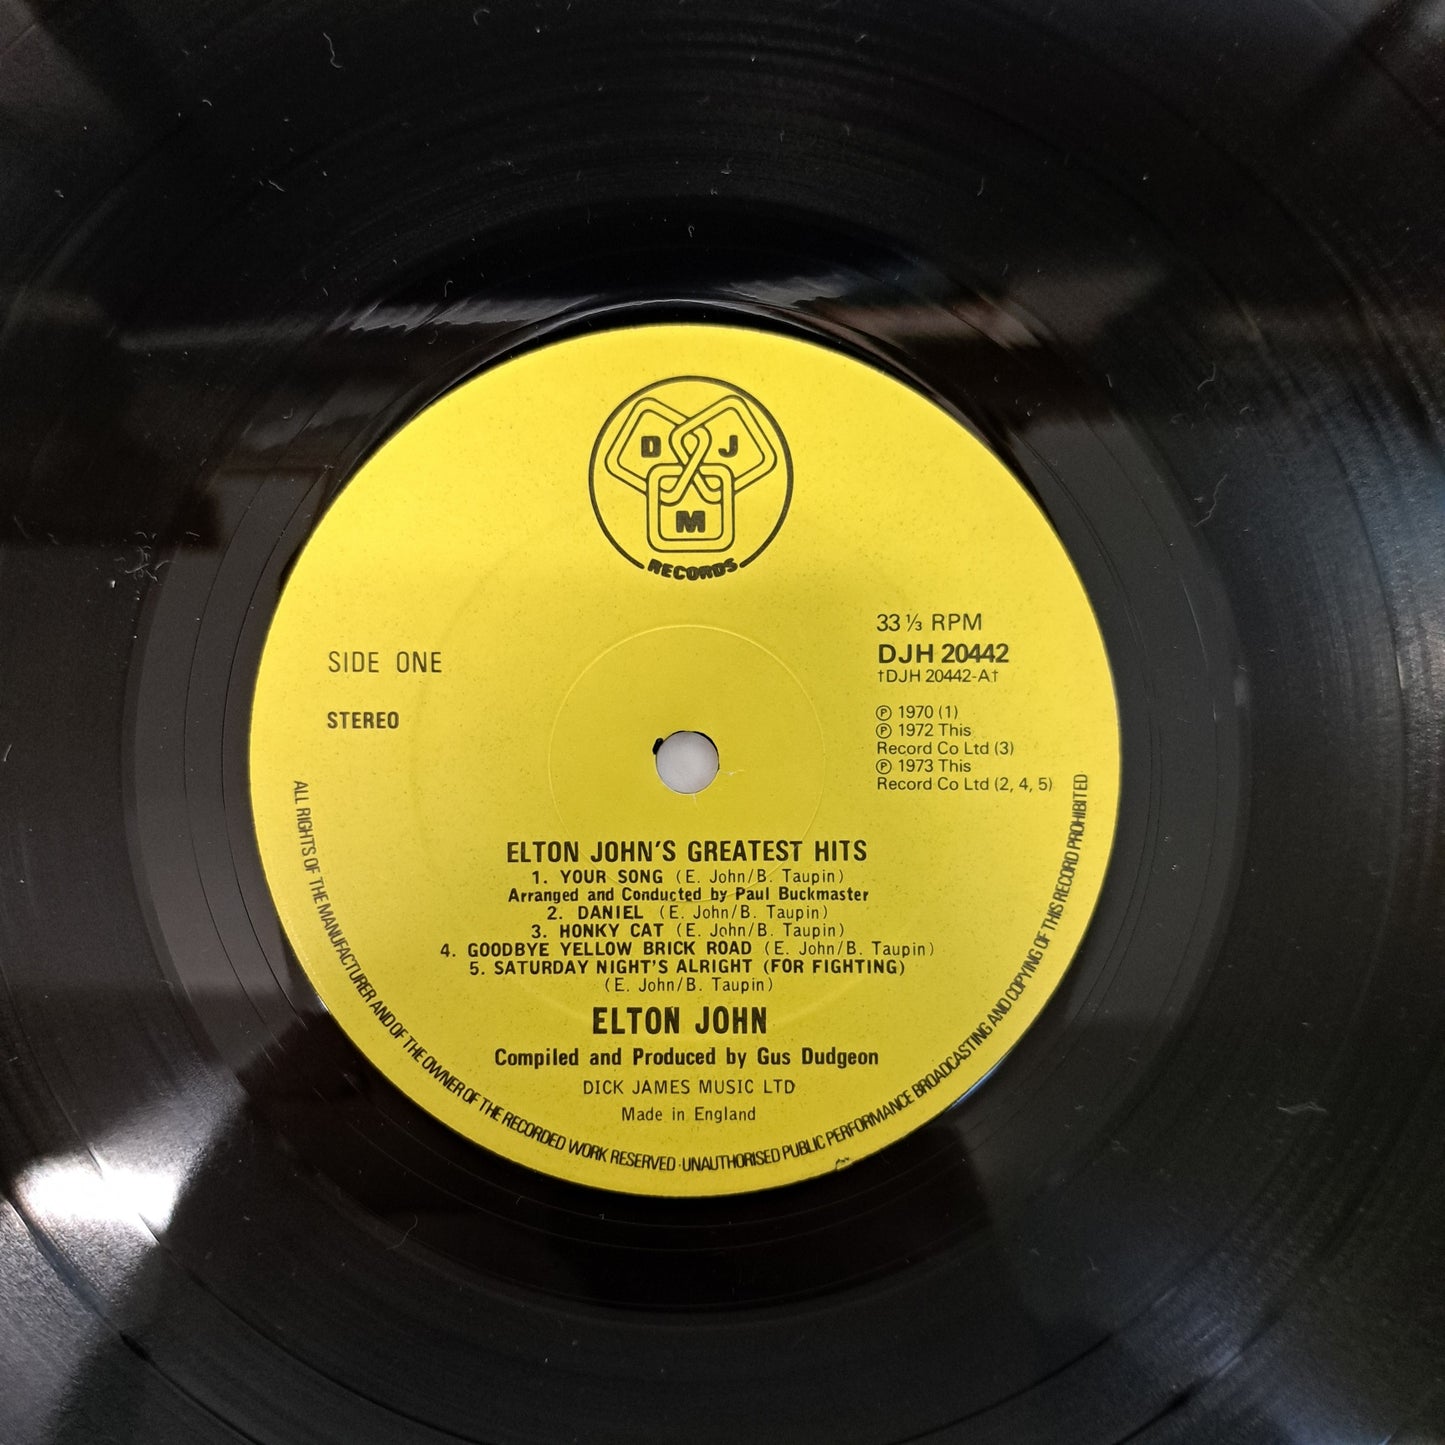 D J
M
RECORDS
33 ⅓ RPM
DJH 20442
†DJH 20442-A†
SIDE ONE
STEREO
℗ 1970 (1)
℗ 1972 This
Record Co Ltd (3)
℗ 1973 This
Record Co Ltd (2, 4, 5)
ELTON JOHN'S GREATEST HITS
1. YOUR SONG (E. John/B. Taupin)
Arranged and Conducted by Paul Buckmaster
2. DANIEL (E. John/B. Taupin)
3. HONKY CAT (E. John/B. Taupin)
4. GOODBYE YELLOW BRICK ROAD (E. John/B. Taupin)
5. SATURDAY NIGHT'S ALRIGHT (FOR FIGHTING)
(E. John/B. Taupin)
ELTON JOHN
Compiled and Produced by Gus Dudgeon
DICK JAMES MUSIC LTD
Made in England
ALL RIGHTS OF THE MANUFACTURER AND OF THE OWNER OF THE RECORDED WORK RESERVED · UNAUTHORISED PUBLIC PERFORMANCE BROADCASTING AND COPYING OF THIS RECORD PROHIBITED